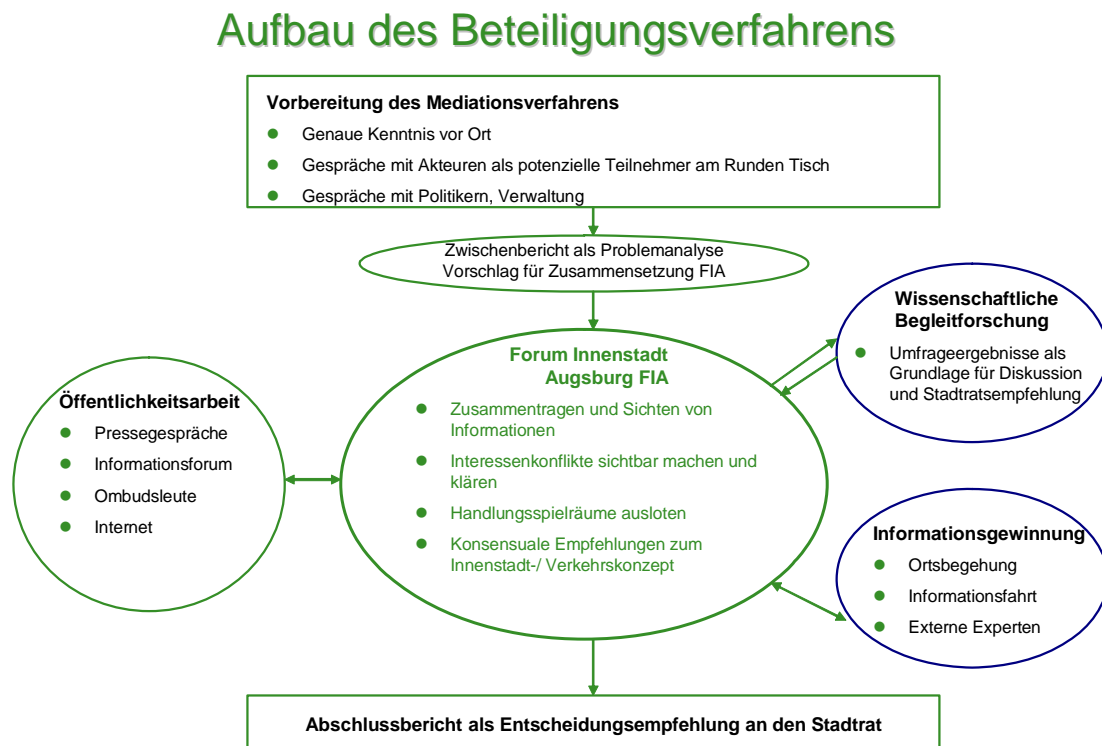 Aufbau des Beteiligungsverfahrens
Vorbereitung des Mediationsverfahrens
Genaue Kenntnis vor Ort
Gespräche mit Akteuren als potenzielle Teilnehmer am Runden Tisch
Gespräche mit Politikern, Verwaltung
Zwischenbericht als Problemanalyse
Vorschlag für Zusammensetzung FIA
Wissenschaftliche
Begleitforschung
Umfrageergebnisse als
Grundlage für Diskussion
und Stadtratsempfehlung
Forum Innenstadt
Augsburg FIA
Zusammentragen und Sichten von
Informationen
Interessenkonflikte sichtbar machen und
klären
Handlungsspielräume ausloten
Konsensuale Empfehlungen zum
Innenstadt-/ Verkehrskonzept
Öffentlichkeitsarbeit
Pressegespräche
Informationsforum
Ombudsleute
Internet
Informationsgewinnung
Ortsbegehung
Informationsfahrt
Externe Experten
Abschlussbericht als Entscheidungsempfehlung an den Stadtrat